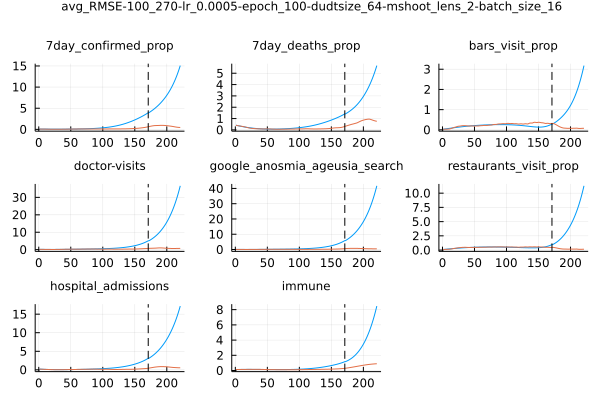 avg_RMSE-100_270-lr_0.0005-epoch_100-dudtsize_64-mshoot_lens_2-batch_size_16
7day_confirmed_prop
7day_deaths_prop
bars_visit_prop
15
10
5
0
0 50 100 150 200
5
4
3
2
1
0
0 50 100 150 200
3
2
1
0
0 50 100 150 200
doctor-visits
google_anosmia_ageusia_search
restaurants_visit_prop
30
20
10
0
0 50 100 150 200
40
30
20
10
0
0 50 100 150 200
10.0
7.5
5.0
2.5
0.0
0 50 100 150 200
hospital_admissions
immune
15
10
5
0
0 50 100 150 200
8
6
4
2
0
0 50 100 150 200